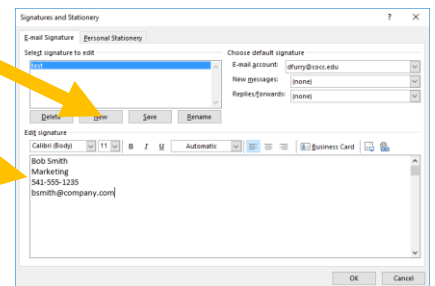 Signatures and Stationery ? ×
E-mail Signature Personal Stationery
Select signature to edit Choose default signature
test E-mail account: dfurry@cocc.edu
New messages: (none)
Replies/forwards: (none)
Delete New Save Rename
Edit signature
Calibri (Body) 11 B I U Automatic Business Card
Bob Smith
Marketing
541-555-1235
bsmith@company.com
OK Cancel